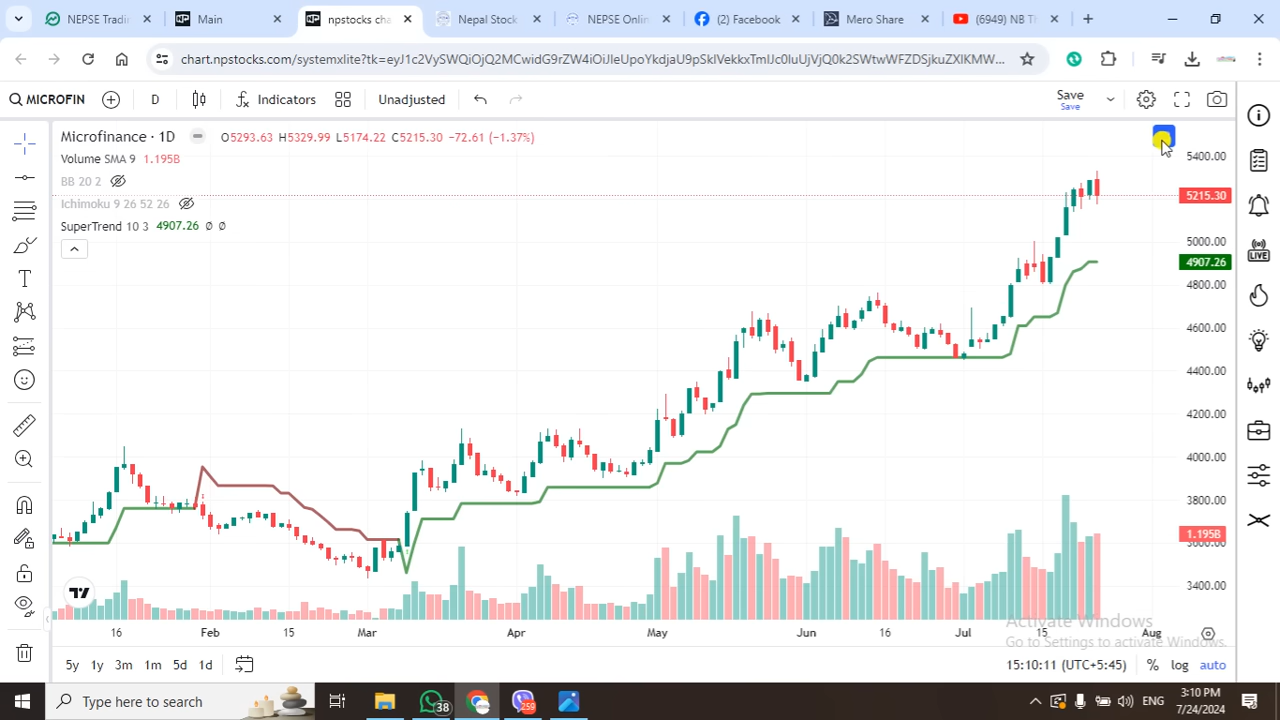 NEPSE Tradi
Main
npstocks cha
Nepal Stock
NEPSE Onlin
(2) Facebook
Mero Share
(6949) NB T
chart.npstocks.com/systemxlite?tk=
MICROFIN
D
Indicators
Unadjusted
Save
Save
Microfinance · 1D
O5293.63 H5329.99 L5174.22 C5215.30 −72.61 (−1.37%)
Volume SMA 9 1.195B
BB 20 2
Ichimoku 9 26 52 26
SuperTrend 10 3 4907.26 ∅ ∅
5400.00
5215.30
5000.00
4907.26
4800.00
4600.00
4400.00
4200.00
4000.00
3800.00
1.195B
3600.00
3400.00
LIVE
16
Feb
15
Mar
Apr
May
Jun
16
Jul
15
Aug
Activate Windows
Go to Settings to activate Windows.
5y
1y
3m
1m
5d
1d
15:10:11 (UTC+5:45)
%
log
auto
Type here to search
38
259
ENG
3:10 PM
7/24/2024